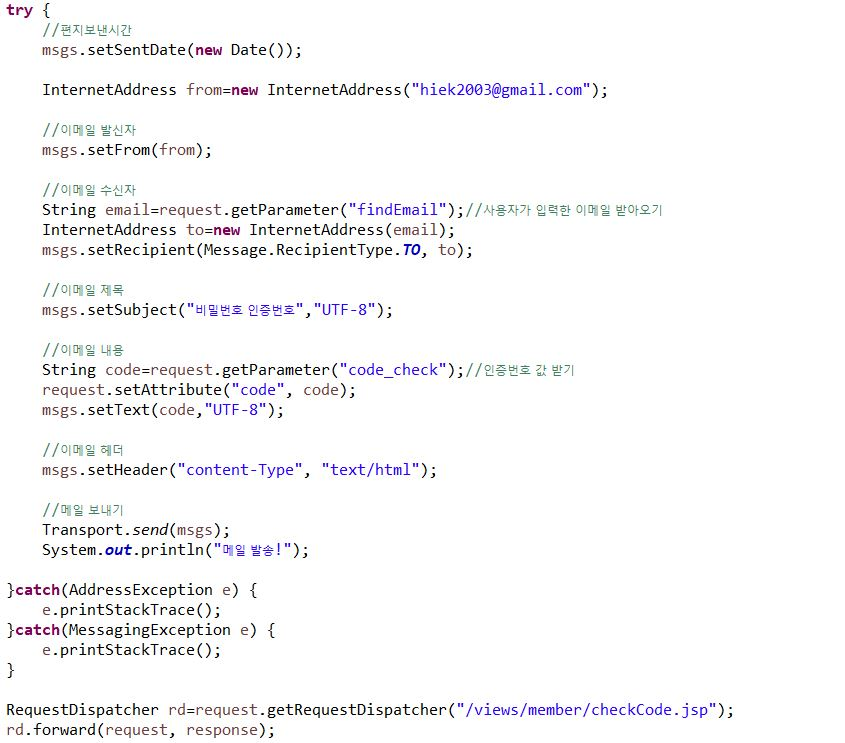 try {
//편지보낸시간
msgs.setSentDate(new Date());
InternetAddress from=new InternetAddress("hiek2003@gmail.com");
//이메일 발신자
msgs.setFrom(from);
//이메일 수신자
String email=request.getParameter("findEmail");//사용자가 입력한 이메일 받아오기
InternetAddress to=new InternetAddress(email);
msgs.setRecipient(Message.RecipientType.TO, to);
//이메일 제목
msgs.setSubject("비밀번호 인증번호","UTF-8");
//이메일 내용
String code=request.getParameter("code_check");//인증번호 값 받기
request.setAttribute("code", code);
msgs.setText(code,"UTF-8");
//이메일 헤더
msgs.setHeader("content-Type", "text/html");
//메일 보내기
Transport.send(msgs);
System.out.println("메일 발송!");
}catch(AddressException e) {
e.printStackTrace();
}catch(MessagingException e) {
e.printStackTrace();
}
RequestDispatcher rd=request.getRequestDispatcher("/views/member/checkCode.jsp");
rd.forward(request, response);